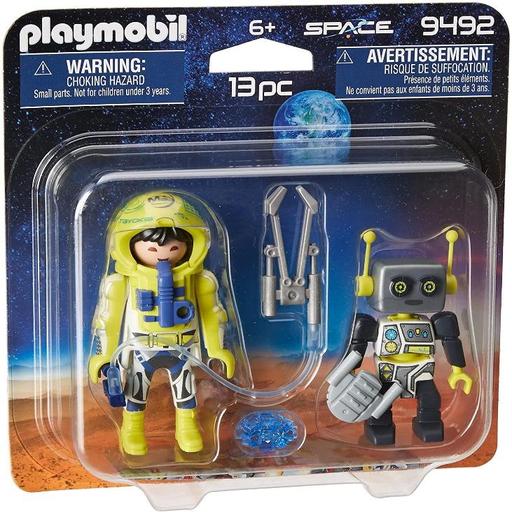 playmobil
6+
SPACE
9492
WARNING:
CHOKING HAZARD
Small parts. Not for children under 3 years.
13pc
AVERTISSEMENT:
RISQUE DE SUFFOCATION.
Présence de petits éléments.
Ne convient pas aux enfants de moins de 3 ans.